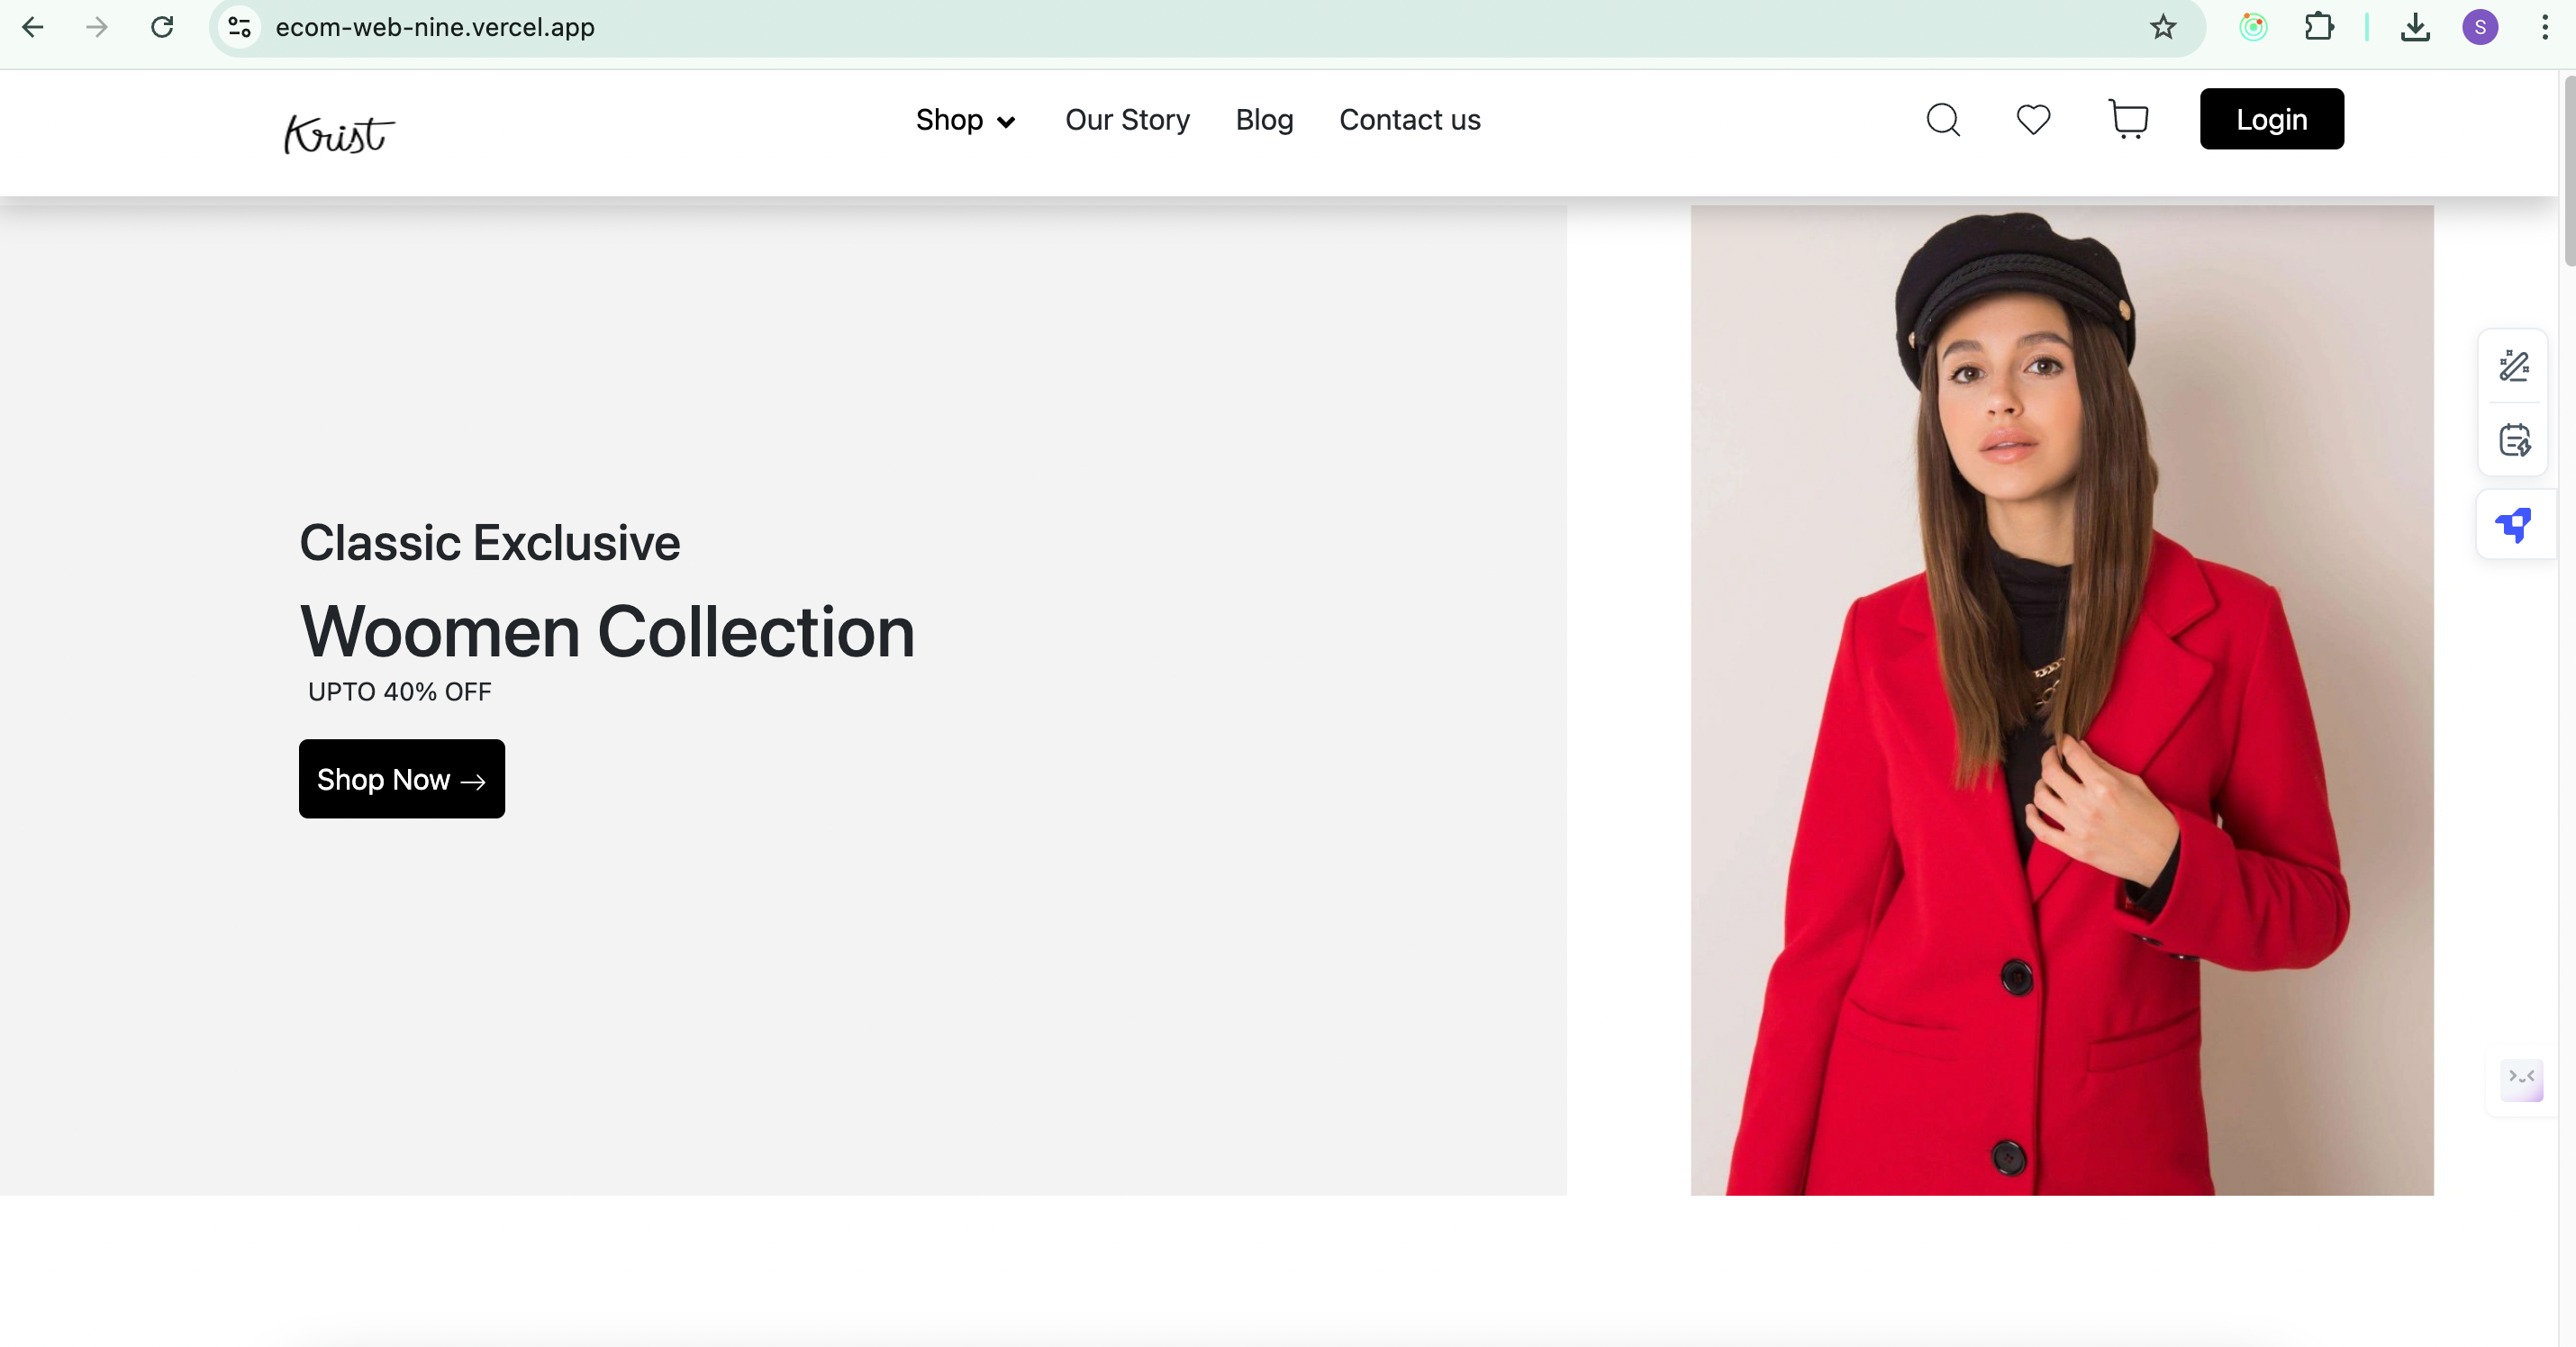 ecom-web-nine.vercel.app
S
Krist
Shop Our Story Blog Contact us
Login
Classic Exclusive
Woomen Collection
UPTO 40% OFF
Shop Now →